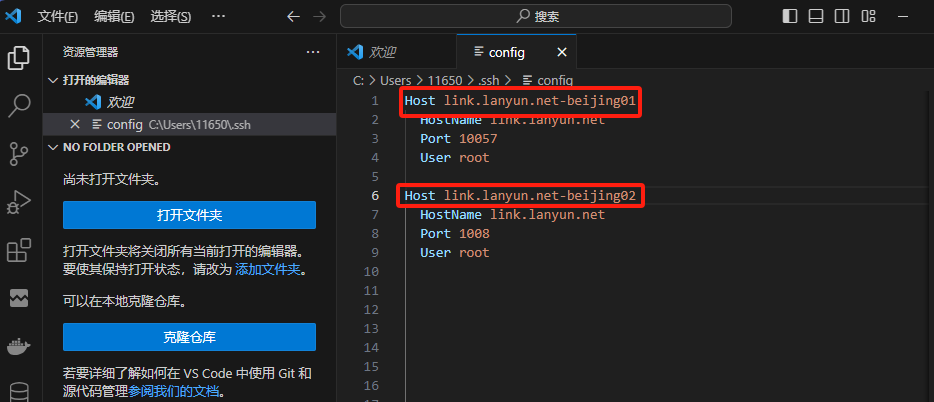 文件(F) 编辑(E) 选择(S) ··· 搜索
资源管理器 ···
打开的编辑器
欢迎
config C:\Users\11650\.ssh
NO FOLDER OPENED
尚未打开文件夹。
打开文件夹
打开文件夹将关闭所有当前打开的编辑器。
要使其保持打开状态，请改为 添加文件夹。
可以在本地克隆仓库。
克隆仓库
若要详细了解如何在 VS Code 中使用 Git 和
源代码管理参阅我们的文档。
欢迎 config
C: > Users > 11650 > .ssh > config
1 Host link.lanyun.net-beijing01
2 HostName link.lanyun.net
3 Port 10057
4 User root
5
6 Host link.lanyun.net-beijing02
7 HostName link.lanyun.net
8 Port 1008
9 User root
10
11
12
13
14
15
16
17